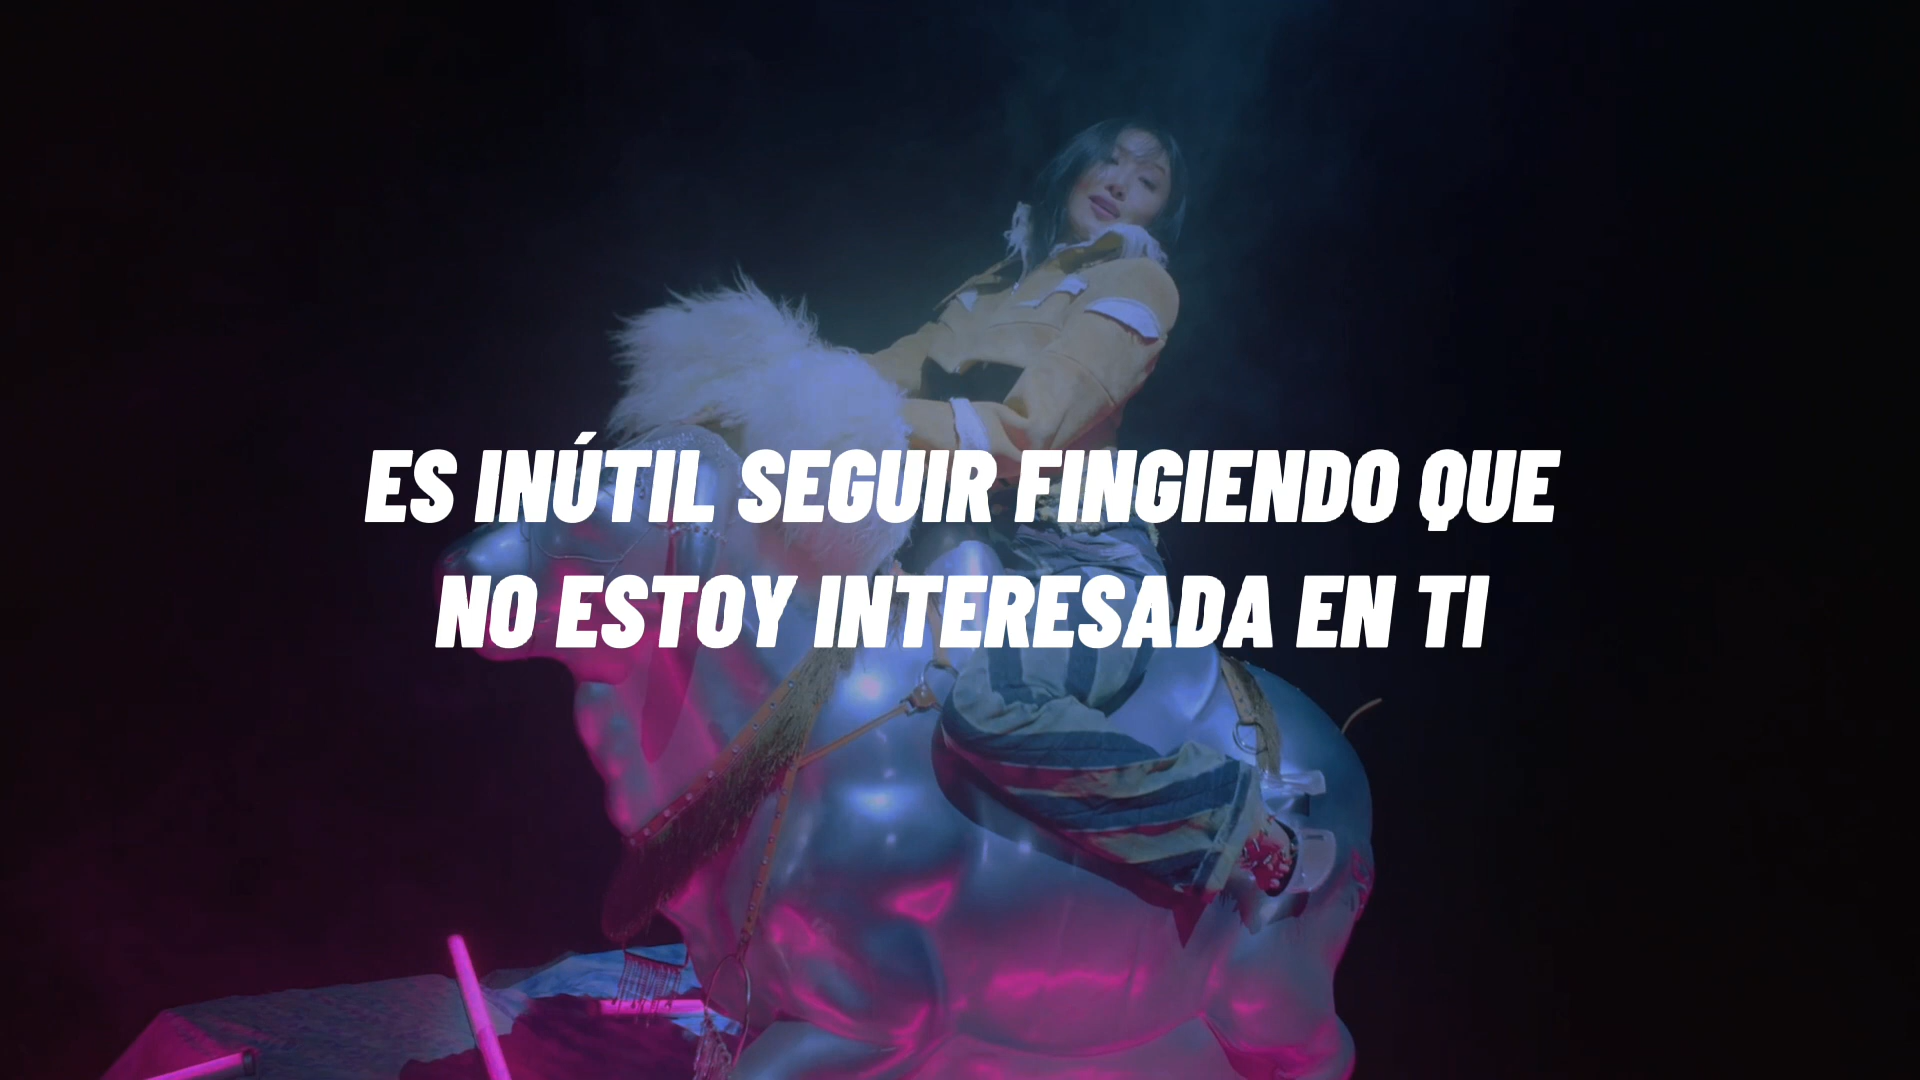 ES INÚTIL SEGUIR FINGIENDO QUE
NO ESTOY INTERESADA EN TI